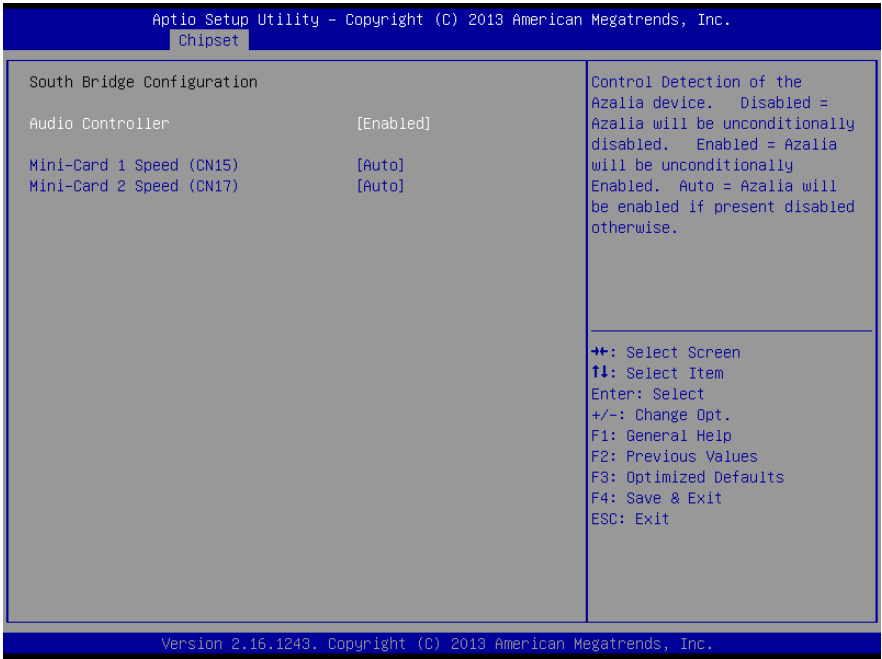 Aptio Setup Utility – Copyright (C) 2013 American Megatrends, Inc.
Chipset
South Bridge Configuration
Audio Controller [Enabled]
Mini-Card 1 Speed (CN15) [Auto]
Mini-Card 2 Speed (CN17) [Auto]
Control Detection of the
Azalia device. Disabled =
Azalia will be unconditionally
disabled. Enabled = Azalia
will be unconditionally
Enabled. Auto = Azalia will
be enabled if present disabled
otherwise.
→←: Select Screen
↑↓: Select Item
Enter: Select
+/-: Change Opt.
F1: General Help
F2: Previous Values
F3: Optimized Defaults
F4: Save & Exit
ESC: Exit
Version 2.16.1243. Copyright (C) 2013 American Megatrends, Inc.